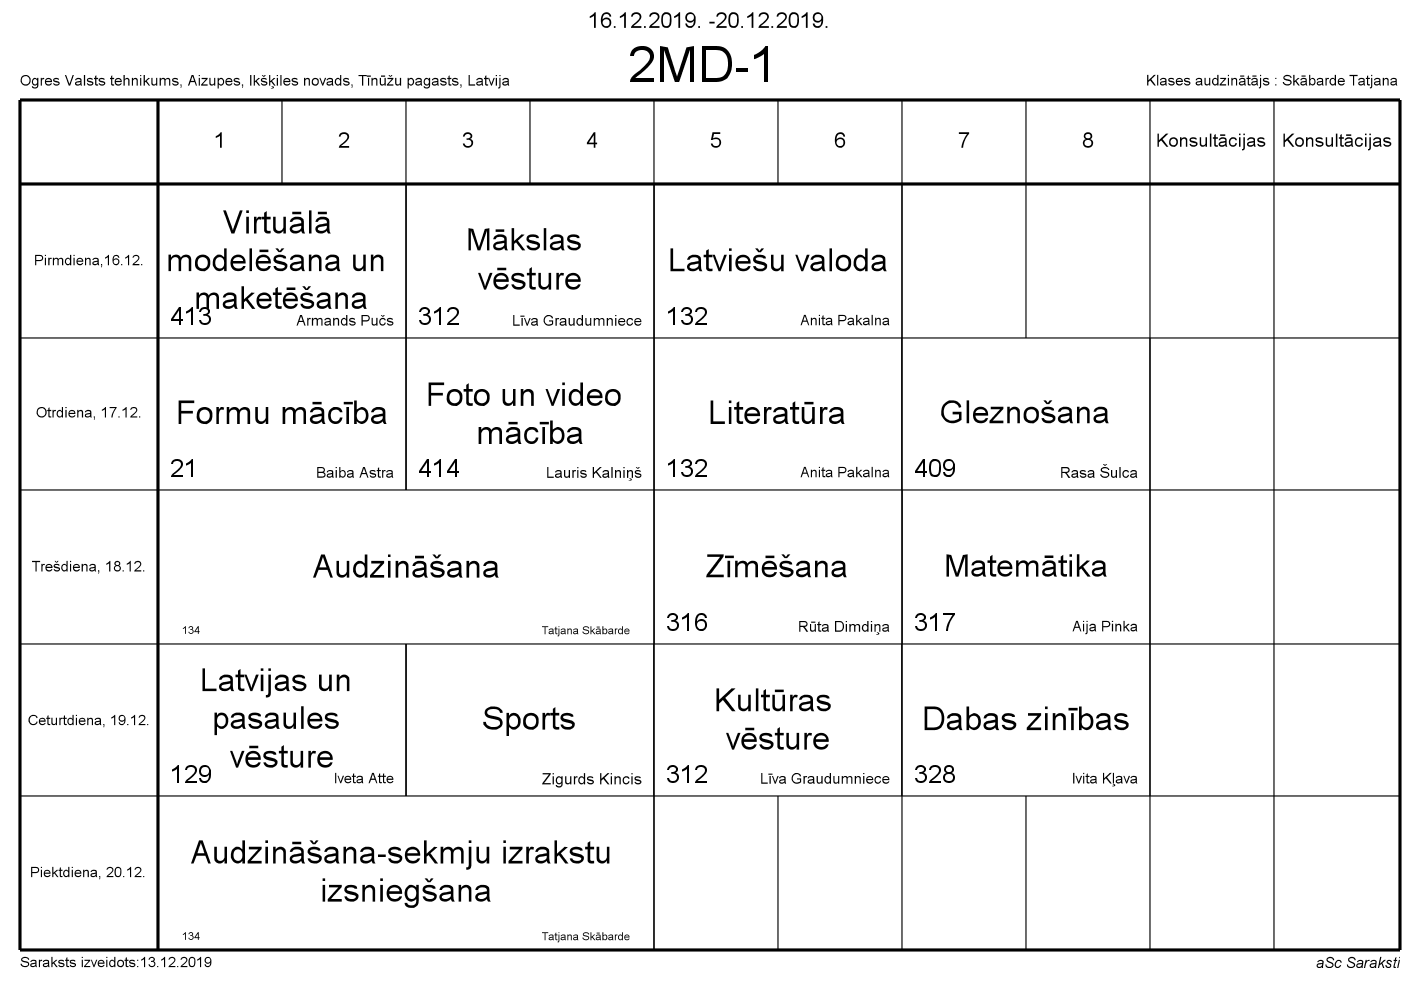 16.12.2019. -20.12.2019.
2MD-1
Ogres Valsts tehnikums, Aizupes, Ikšķiles novads, Tīnūžu pagasts, Latvija
Klases audzinātājs : Skābarde Tatjana
1 2 3 4 5 6 7 8 Konsultācijas Konsultācijas
Pirmdiena,16.12.
Virtuālā
modelēšana un
maketēšana
413 Armands Pučs
Mākslas
vēsture
312 Līva Graudumniece
Latviešu valoda
132 Anita Pakalna
Otrdiena, 17.12.
Formu mācība
21 Baiba Astra
Foto un video
mācība
414 Lauris Kalniņš
Literatūra
132 Anita Pakalna
Gleznošana
409 Rasa Šulca
Trešdiena, 18.12.
Audzināšana
134 Tatjana Skābarde
Zīmēšana
316 Rūta Dimdiņa
Matemātika
317 Aija Pinka
Ceturtdiena, 19.12.
Latvijas un
pasaules
vēsture
129 Iveta Atte
Sports
Zigurds Kincis
Kultūras
vēsture
312 Līva Graudumniece
Dabas zinības
328 Ivita Kļava
Piektdiena, 20.12.
Audzināšana-sekmju izrakstu
izsniegšana
134 Tatjana Skābarde
Saraksts izveidots:13.12.2019
aSc Saraksti